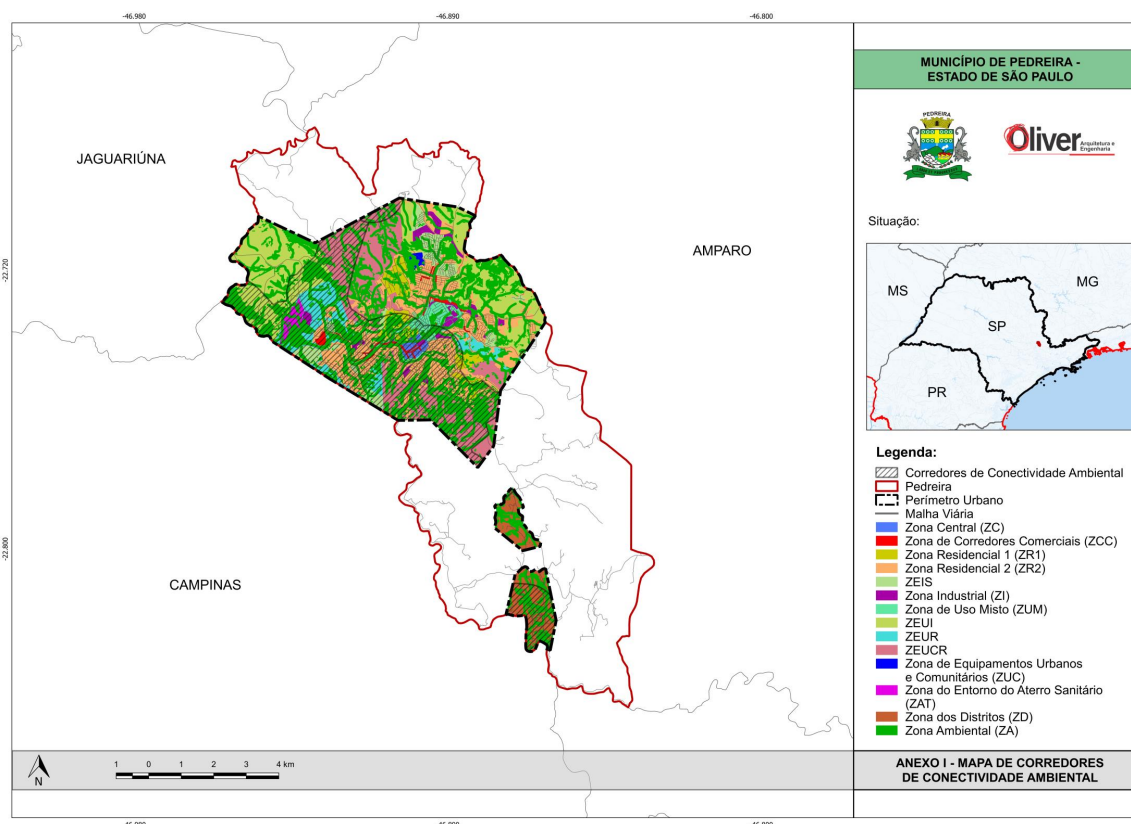 -46.980
-46.890
-46.800
MUNICÍPIO DE PEDREIRA -
ESTADO DE SÃO PAULO
PEDREIRA
Oliver
Arquitetura e
Engenharia
JAGUARIÚNA
AMPARO
CAMPINAS
-22.720
-22.800
Situação:
MS
MG
SP
PR
Legenda:
Corredores de Conectividade Ambiental
Pedreira
Perímetro Urbano
Malha Viária
Zona Central (ZC)
Zona de Corredores Comerciais (ZCC)
Zona Residencial 1 (ZR1)
Zona Residencial 2 (ZR2)
ZEIS
Zona Industrial (ZI)
Zona de Uso Misto (ZUM)
ZEUI
ZEUR
ZEUCR
Zona de Equipamentos Urbanos
e Comunitários (ZUC)
Zona do Entorno do Aterro Sanitário
(ZAT)
Zona dos Distritos (ZD)
Zona Ambiental (ZA)
N
1 0 1 2 3 4 km
ANEXO I - MAPA DE CORREDORES
DE CONECTIVIDADE AMBIENTAL